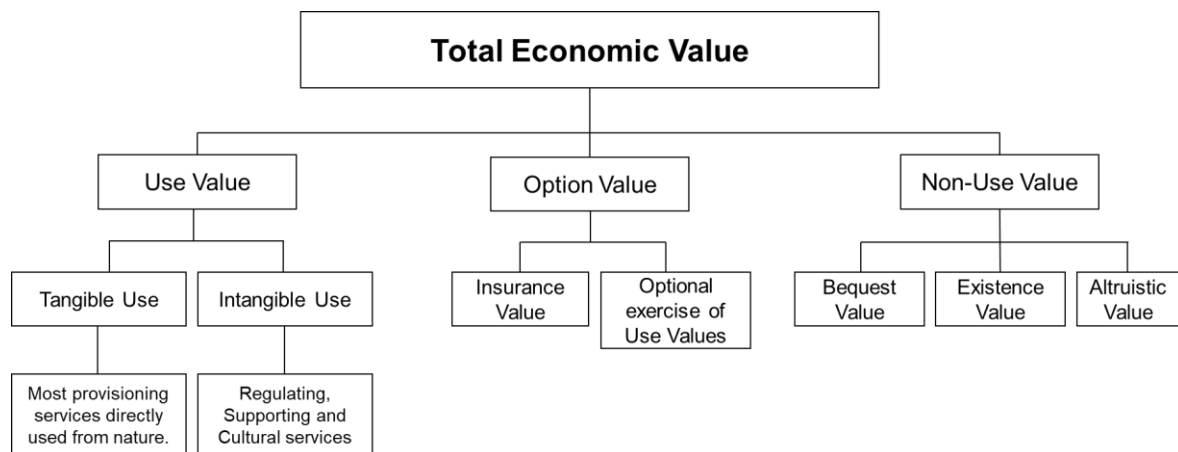 Total Economic Value
Use Value
Option Value
Non-Use Value
Tangible Use
Intangible Use
Insurance
Value
Optional
exercise of
Use Values
Bequest
Value
Existence
Value
Altruistic
Value
Most provisioning
services directly
used from nature.
Regulating,
Supporting and
Cultural services